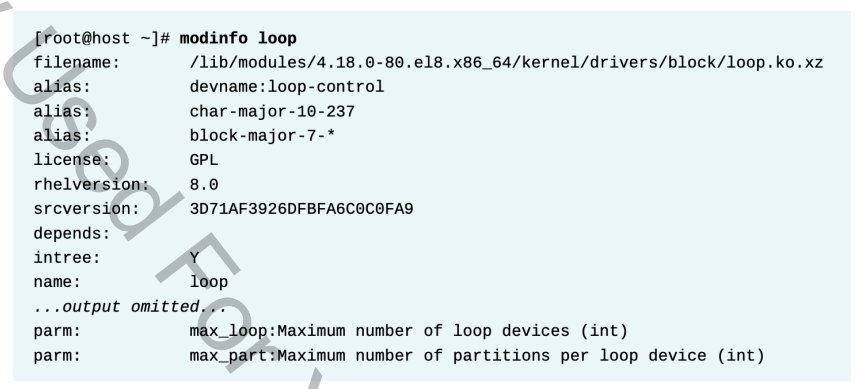 [root@host ~]# modinfo loop
filename: /lib/modules/4.18.0-80.el8.x86_64/kernel/drivers/block/loop.ko.xz
alias: devname:loop-control
alias: char-major-10-237
alias: block-major-7-*
license: GPL
rhelversion: 8.0
srcversion: 3D71AF3926DFBFA6C0C0FA9
depends:
intree: Y
name: loop
...output omitted...
parm: max_loop:Maximum number of loop devices (int)
parm: max_part:Maximum number of partitions per loop device (int)
Used For